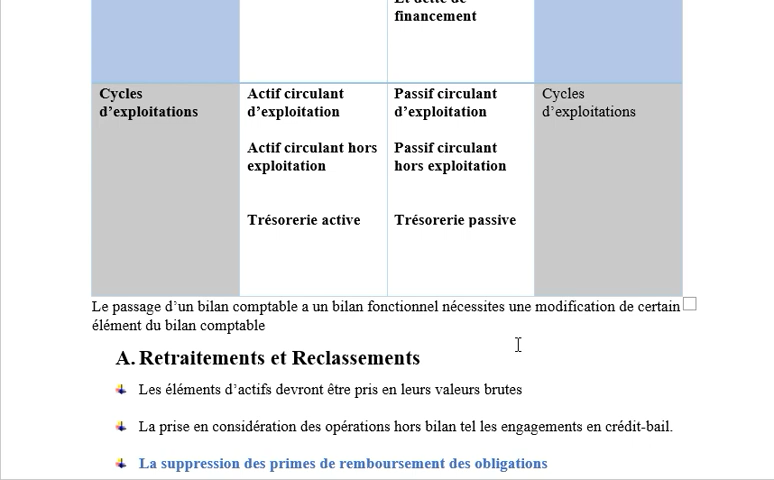 Et dette de
financement
Cycles
d’exploitations
Actif circulant
d’exploitation
Actif circulant hors
exploitation
Trésorerie active
Passif circulant
d’exploitation
Passif circulant
hors exploitation
Trésorerie passive
Cycles
d’exploitations
Le passage d’un bilan comptable a un bilan fonctionnel nécessites une modification de certain
élément du bilan comptable
A. Retraitements et Reclassements
Les éléments d’actifs devront être pris en leurs valeurs brutes
La prise en considération des opérations hors bilan tel les engagements en crédit-bail.
La suppression des primes de remboursement des obligations